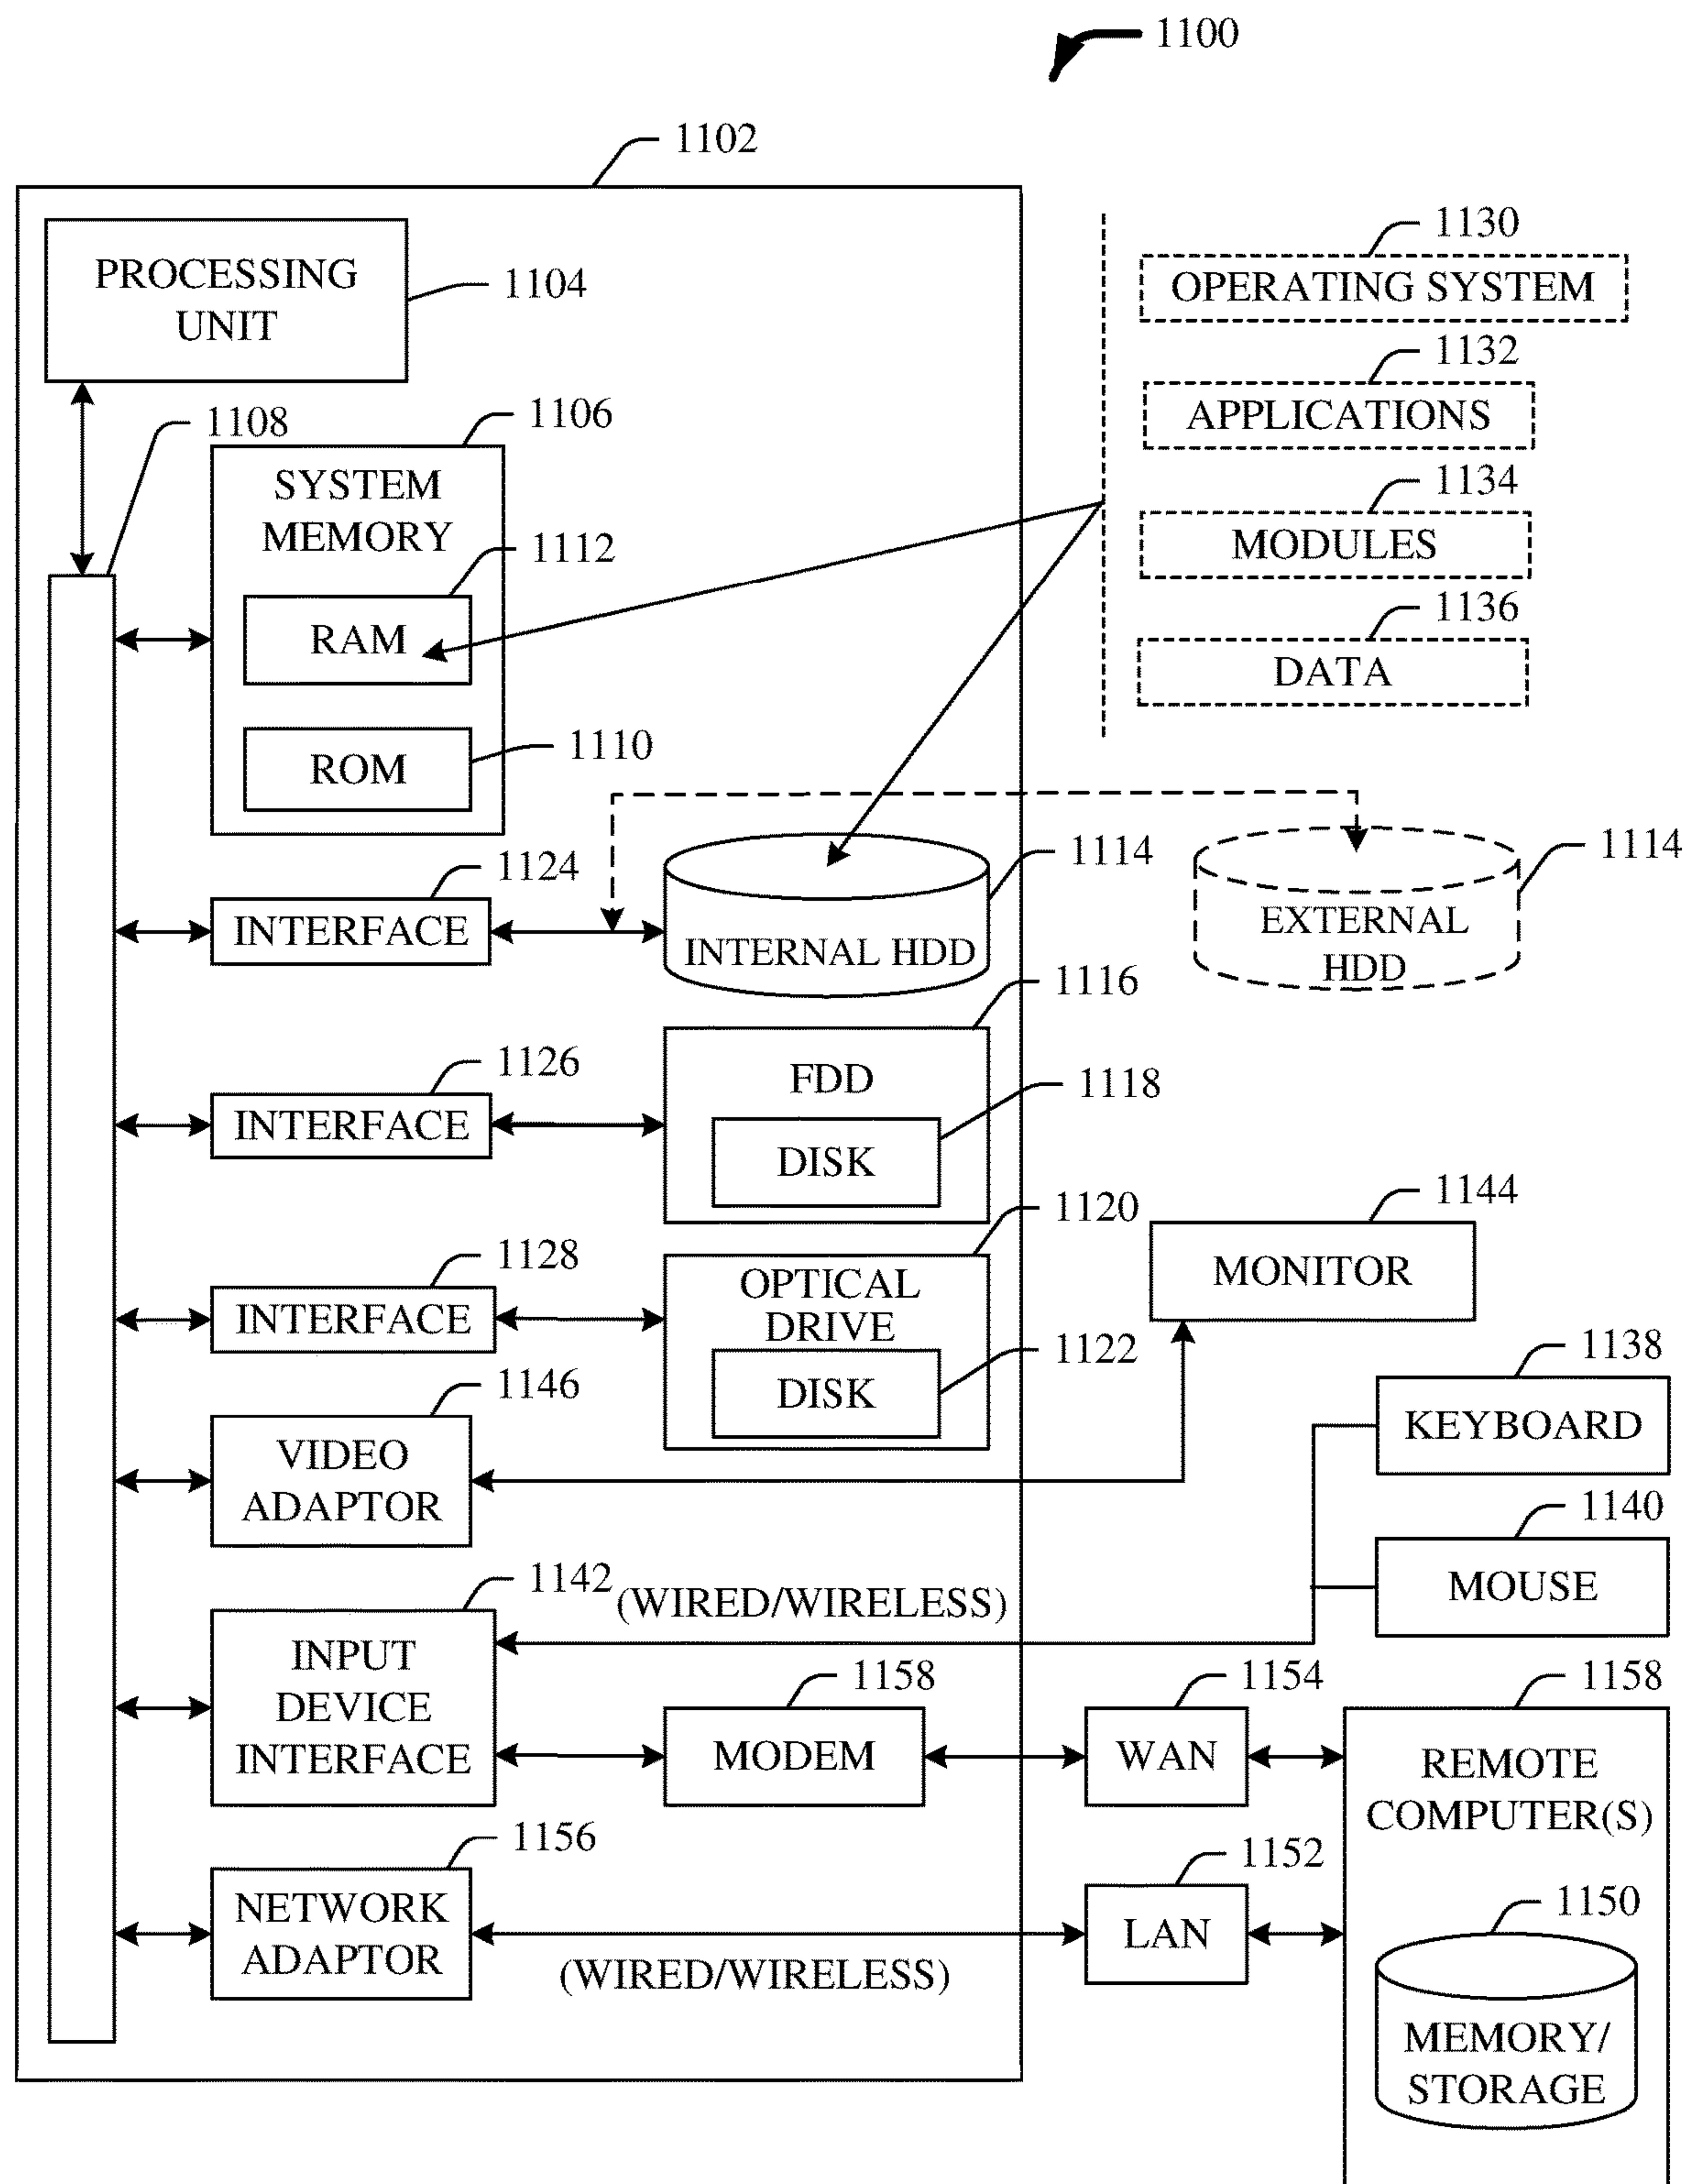 1100
1102
PROCESSING
UNIT
1104
1130
OPERATING SYSTEM
1132
APPLICATIONS
1134
MODULES
1136
DATA
1108
1106
SYSTEM
MEMORY
1112
RAM
1110
ROM
1124
INTERFACE
1114
INTERNAL HDD
1114
EXTERNAL
HDD
1126
INTERFACE
1116
FDD
1118
DISK
1128
INTERFACE
1120
OPTICAL
DRIVE
1122
DISK
1144
MONITOR
1146
VIDEO
ADAPTOR
1138
KEYBOARD
1140
MOUSE
1142
(WIRED/WIRELESS)
INPUT
DEVICE
INTERFACE
1158
MODEM
1154
WAN
1158
REMOTE
COMPUTER(S)
1156
NETWORK
ADAPTOR
(WIRED/WIRELESS)
1152
LAN
1150
MEMORY/
STORAGE